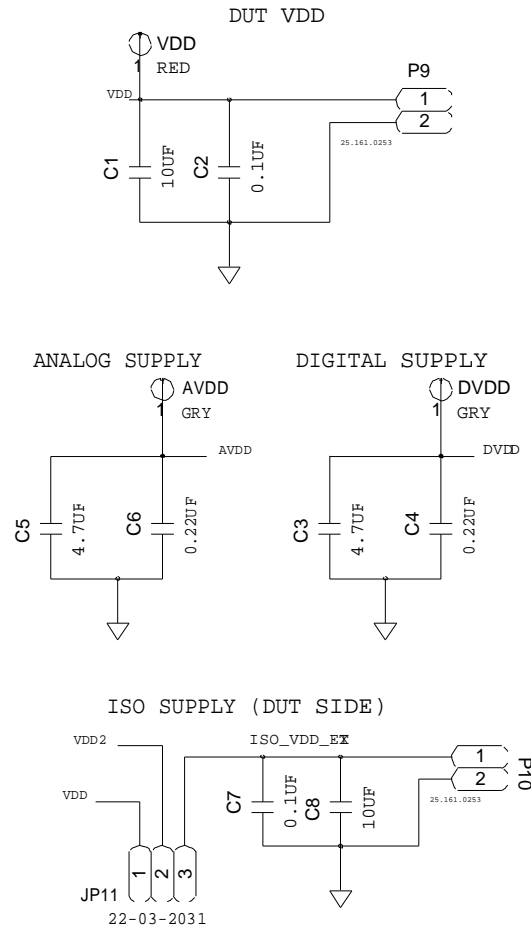 DUT VDD
VDD
1 RED
VDD
P9
1
2
25.161.0253
C1
10UF
C2
0.1UF
ANALOG SUPPLY
AVDD
1
GRY
AVDD
C5
4.7UF
C6
0.22UF
DIGITAL SUPPLY
DVDD
1
GRY
DVDD
C3
4.7UF
C4
0.22UF
ISO SUPPLY (DUT SIDE)
VDD2
VDD
1
2
3
JP11
22-03-2031
C7
0.1UF
C8
10UF
1
2
P10
25.161.0253